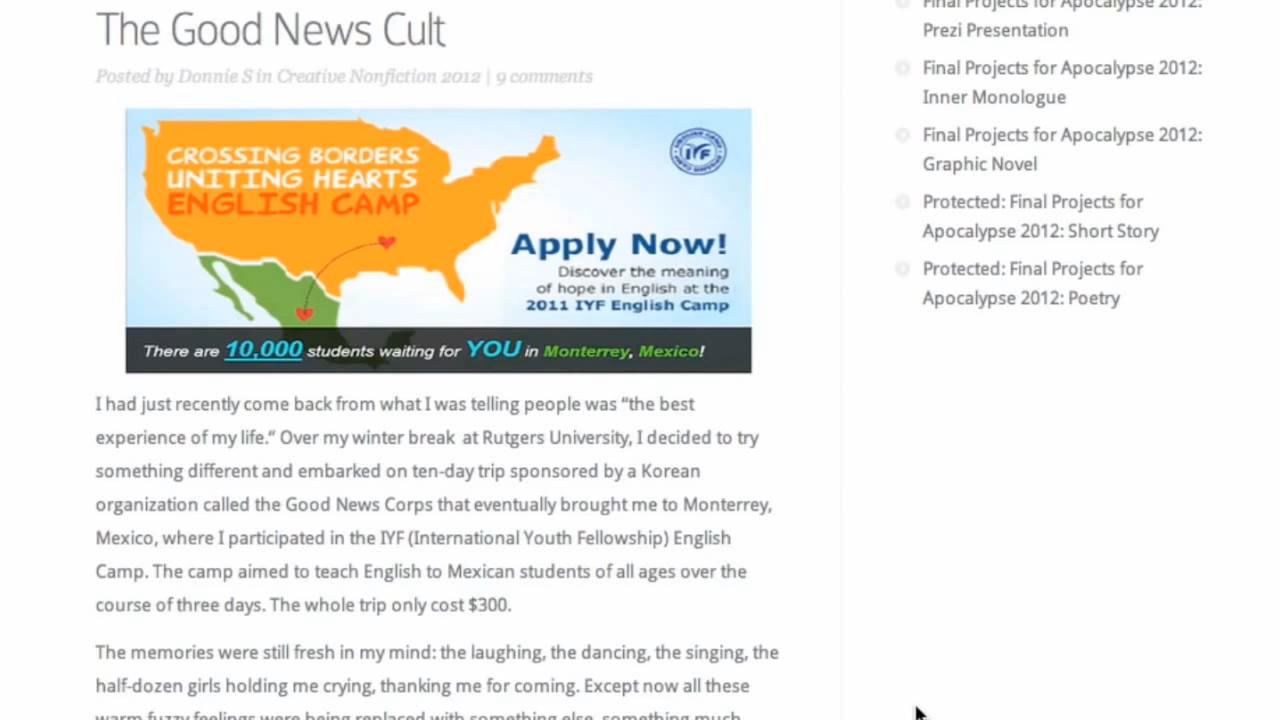 The Good News Cult
Posted by Donnie S in Creative Nonfiction 2012 | 9 comments
CROSSING BORDERS
UNITING HEARTS
ENGLISH CAMP
IYF
Apply Now!
Discover the meaning
of hope in English at the
2011 IYF English Camp
There are 10,000 students waiting for YOU in Monterrey, Mexico!
I had just recently come back from what I was telling people was “the best
experience of my life.” Over my winter break at Rutgers University, I decided to try
something different and embarked on ten-day trip sponsored by a Korean
organization called the Good News Corps that eventually brought me to Monterrey,
Mexico, where I participated in the IYF (International Youth Fellowship) English
Camp. The camp aimed to teach English to Mexican students of all ages over the
course of three days. The whole trip only cost $300.
The memories were still fresh in my mind: the laughing, the dancing, the singing, the
half-dozen girls holding me crying, thanking me for coming. Except now all these
warm fuzzy feelings were being replaced with something else, something much
Final Projects for Apocalypse 2012:
Prezi Presentation
Final Projects for Apocalypse 2012:
Inner Monologue
Final Projects for Apocalypse 2012:
Graphic Novel
Protected: Final Projects for
Apocalypse 2012: Short Story
Protected: Final Projects for
Apocalypse 2012: Poetry